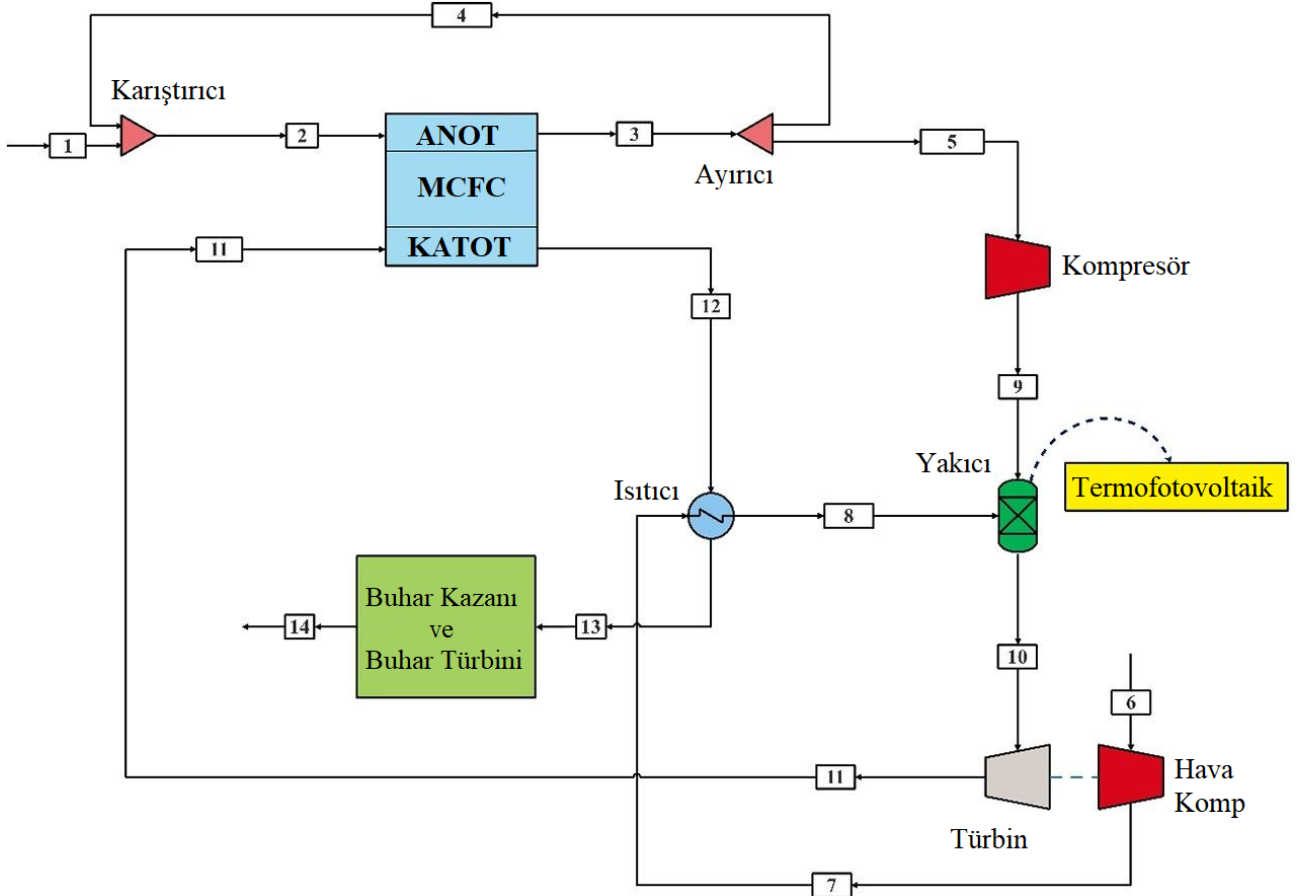 4
Karıştırıcı
1
2
ANOT
MCFC
KATOT
3
Ayırıcı
5
11
12
Kompresör
9
Yakıcı
Termofotovoltaik
Isıtıcı
8
Buhar Kazanı
ve
Buhar Türbini
14
13
10
6
11
Türbin
Hava
Komp
7